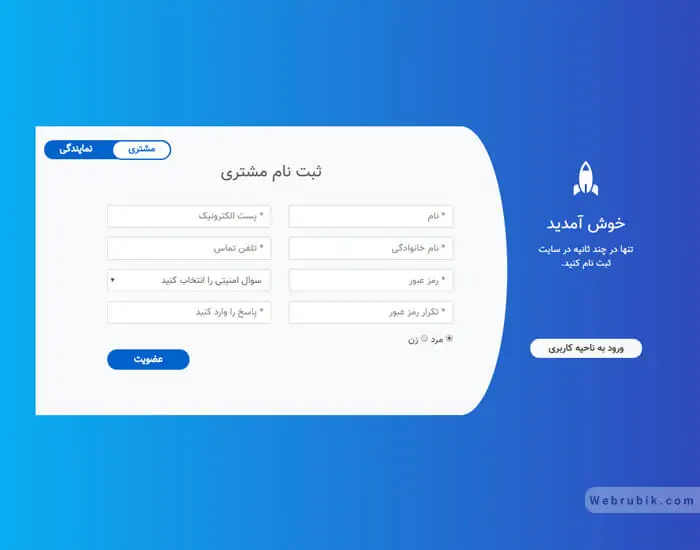 خوش آمدید
تنها در چند ثانیه در سایت
ثبت نام کنید.
ورود به ناحیه کاربری
مشتری
نمایندگی
ثبت نام مشتری
* نام
* پست الکترونیک
* نام خانوادگی
* تلفن تماس
* رمز عبور
سوال امنیتی را انتخاب کنید
* تکرار رمز عبور
* پاسخ را وارد کنید
مرد زن
عضویت
Webrubik.com